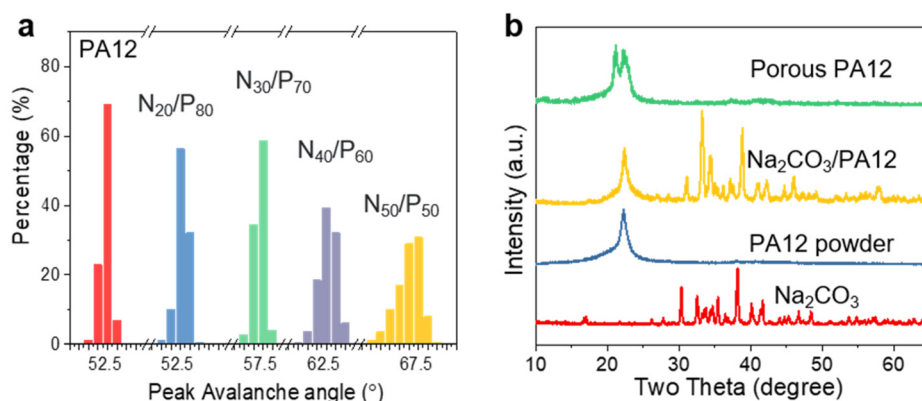 a
PA12
N₂₀/P₈₀
N₃₀/P₇₀
N₄₀/P₆₀
N₅₀/P₅₀
Percentage (%)
80
60
40
20
0
52.5 52.5 57.5 62.5 67.5
Peak Avalanche angle (°)
b
Porous PA12
Na₂CO₃/PA12
PA12 powder
Na₂CO₃
Intensity (a.u.)
10 20 30 40 50 60
Two Theta (degree)